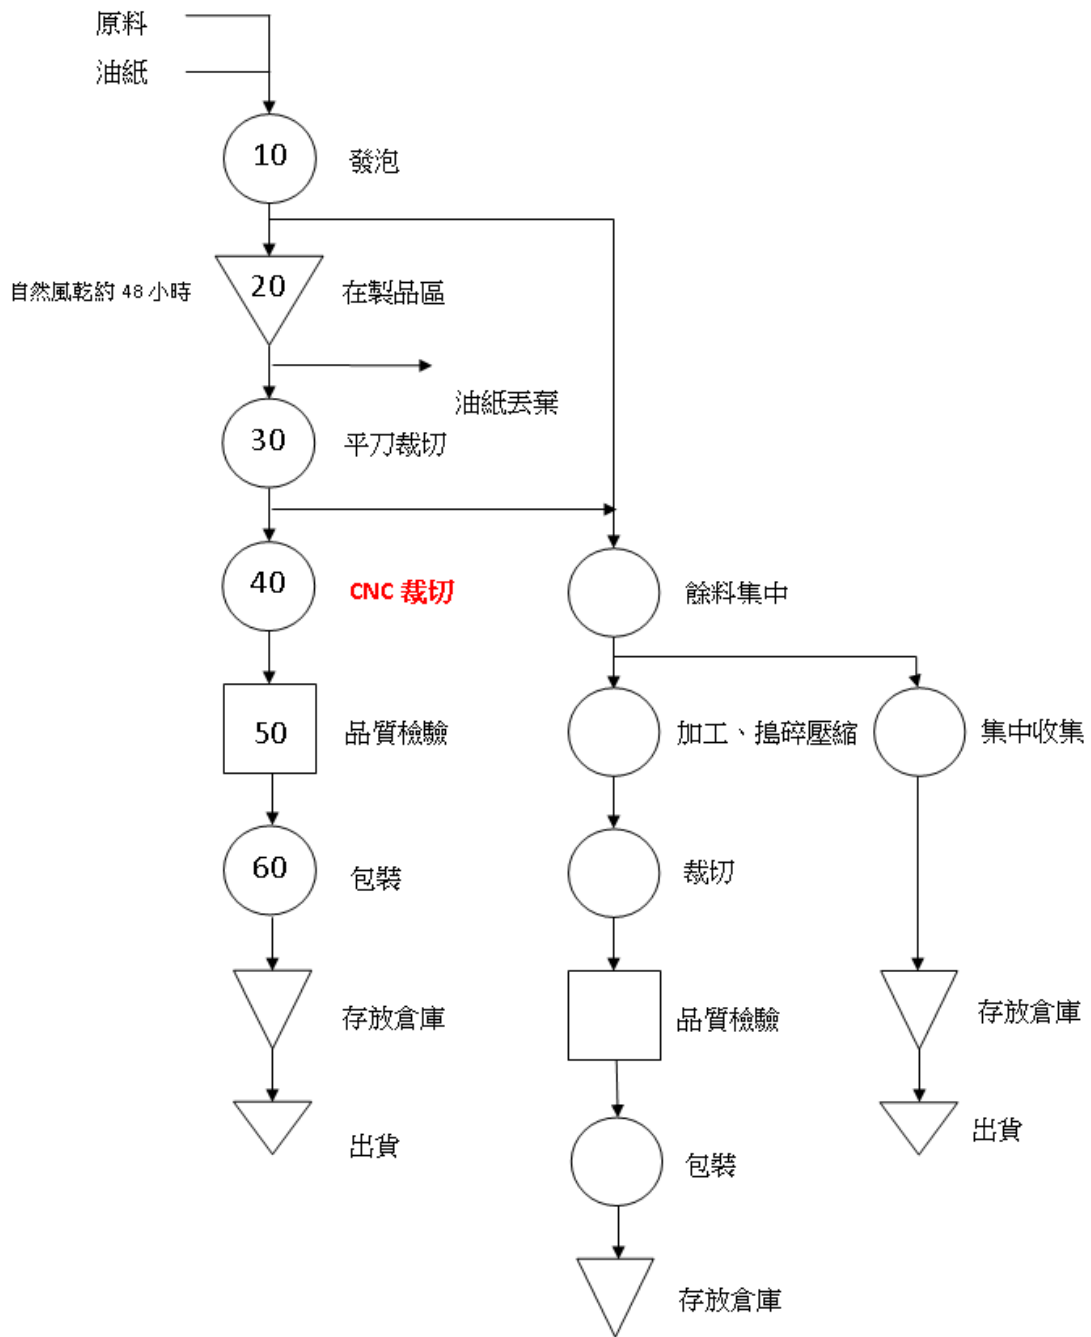 原料
油紙
10
發泡
自然風乾約 48 小時
20
在製品區
油紙丟棄
30
平刀裁切
40
CNC 裁切
餘料集中
50
品質檢驗
加工、搗碎壓縮
集中收集
60
包裝
裁切
存放倉庫
品質檢驗
存放倉庫
出貨
包裝
出貨
存放倉庫